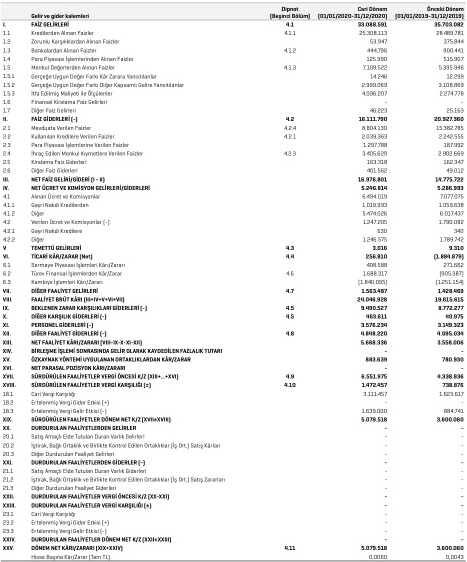 Dipnot Cari Dönem Önceki Dönem
Gelir ve gider kalemleri (Beşinci Bölüm) (01/01/2020-31/12/2020) (01/01/2019-31/12/2019)
I. FAİZ GELİRLERİ 4.1 33.088.591 35.703.082
1.1 Kredilerden Alınan Faizler 4.1.1 25.308.113 28.489.781
1.2 Zorunlu Karşılıklardan Alınan Faizler 53.947 375.844
1.3 Bankalardan Alınan Faizler 4.1.2 444.796 900.441
1.4 Para Piyasası İşlemlerinden Alınan Faizler 125.990 515.907
1.5 Menkul Değerlerden Alınan Faizler 4.1.3 7.109.522 5.395.946
1.5.1 Gerçeğe Uygun Değer Farkı Kâr Zarara Yansıtılanlar 14.246 12.299
1.5.2 Gerçeğe Uygun Değer Farkı Diğer Kapsamlı Gelire Yansıtılanlar 2.999.069 3.108.869
1.5.3 İtfa Edilmiş Maliyeti ile Ölçülenler 4.096.207 2.274.778
1.6 Finansal Kiralama Faiz Gelirleri - -
1.7 Diğer Faiz Gelirleri 46.223 25.163
II. FAİZ GİDERLERİ (-) 4.2 16.111.790 20.927.360
2.1 Mevduata Verilen Faizler 4.2.4 8.804.130 15.382.785
2.2 Kullanılan Kredilere Verilen Faizler 4.2.1 2.039.363 2.242.555
2.3 Para Piyasası İşlemlerine Verilen Faizler 1.297.788 187.992
2.4 İhraç Edilen Menkul Kıymetlere Verilen Faizler 4.2.3 3.405.629 2.902.669
2.5 Kiralama Faiz Giderleri 163.318 162.347
2.6 Diğer Faiz Giderleri 401.562 49.012
III. NET FAİZ GELİRİ/GİDERİ (I - II) 16.976.801 14.775.722
IV. NET ÜCRET VE KOMİSYON GELİRLERİ/GİDERLERİ 5.246.814 5.286.993
4.1 Alınan Ücret ve Komisyonlar 6.494.019 7.077.075
4.1.1 Gayri Nakdi Kredilerden 1.019.993 1.059.638
4.1.2 Diğer 5.474.026 6.017.437
4.2 Verilen Ücret ve Komisyonlar (-) 1.247.205 1.790.082
4.2.1 Gayri Nakdi Kredilere 630 340
4.2.2 Diğer 1.246.575 1.789.742
V TEMETTÜ GELİRLERİ 4.3 3.016 9.310
VI. TİCARİ KÂR/ZARAR (Net) 4.4 256.810 (1.884.879)
6.1 Sermaye Piyasası İşlemleri Kârı/Zararı 408.588 271.662
6.2 Türev Finansal İşlemlerden Kâr/Zarar 4.6 1.688.317 (905.387)
6.3 Kambiyo İşlemleri Kârı/Zararı (1.840.095) (1.251.154)
VII. DİĞER FAALİYET GELİRLERİ 4.7 1.563.487 1.428.469
VIII. FAALİYET BRÜT KÂRI (III+IV+V+VI+VII) 24.046.928 19.615.615
IX. BEKLENEN ZARAR KARŞILIKLARI GİDERLERİ (-) 4.5 9.490.527 8.772.277
X. DİĞER KARŞILIK GİDERLERİ (-) 4.5 463.611 40.975
XI. PERSONEL GİDERLERİ (-) 3.576.234 3.149.323
XII. DİĞER FAALİYET GİDERLERİ (-) 4.8 4.848.220 4.095.034
XIII. NET FAALİYET KÂRI/ZARARI (VIII-IX-X-XI-XII) 5.668.336 3.558.006
XIV. BİRLEŞME İŞLEMİ SONRASINDA GELİR OLARAK KAYDEDİLEN FAZLALIK TUTARI - -
XV. ÖZKAYNAK YÖNTEMİ UYGULANAN ORTAKLIKLARDAN KÂR/ZARAR 883.639 780.930
XVI. NET PARASAL POZİSYON KÂRI/ZARARI - -
XVII. SÜRDÜRÜLEN FAALİYETLER VERGİ ÖNCESİ K/Z (XIII+...+XVI) 4.9 6.551.975 4.338.936
XVIII. SÜRDÜRÜLEN FAALİYETLER VERGİ KARŞILIĞI (±) 4.10 1.472.457 738.876
18.1 Cari Vergi Karşılığı 3.111.457 1.623.617
18.2 Ertelenmiş Vergi Gider Etkisi (+) - -
18.3 Ertelenmiş Vergi Gelir Etkisi (-) 1.639.000 884.741
XIX. SÜRDÜRÜLEN FAALİYETLER DÖNEM NET K/Z (XVII±XVIII) 5.079.518 3.600.060
XX. DURDURULAN FAALİYETLERDEN GELİRLER - -
20.1 Satış Amaçlı Elde Tutulan Duran Varlık Gelirleri - -
20.2 İştirak, Bağlı Ortaklık ve Birlikte Kontrol Edilen Ortaklıklar (İş Ort.) Satış Kârları - -
20.3 Diğer Durdurulan Faaliyet Gelirleri - -
XXI. DURDURULAN FAALİYETLERDEN GİDERLER (-) - -
21.1 Satış Amaçlı Elde Tutulan Duran Varlık Giderleri - -
21.2 İştirak, Bağlı Ortaklık ve Birlikte Kontrol Edilen Ortaklıklar (İş Ort.) Satış Zararları - -
21.3 Diğer Durdurulan Faaliyet Giderleri - -
XXII. DURDURULAN FAALİYETLER VERGİ ÖNCESİ K/Z (XX-XXI) - -
XXIII. DURDURULAN FAALİYETLER VERGİ KARŞILIĞI (±) - -
23.1 Cari Vergi Karşılığı - -
23.2 Ertelenmiş Vergi Gider Etkisi (+) - -
23.3 Ertelenmiş Vergi Gelir Etkisi (-) - -
XXIV. DURDURULAN FAALİYETLER DÖNEM NET K/Z (XXII±XXIII) - -
XXV. DÖNEM NET KÂRI/ZARARI (XIX+XXIV) 4.11 5.079.518 3.600.060
Hisse Başına Kâr/Zarar (Tam TL) 0,0060 0,0043